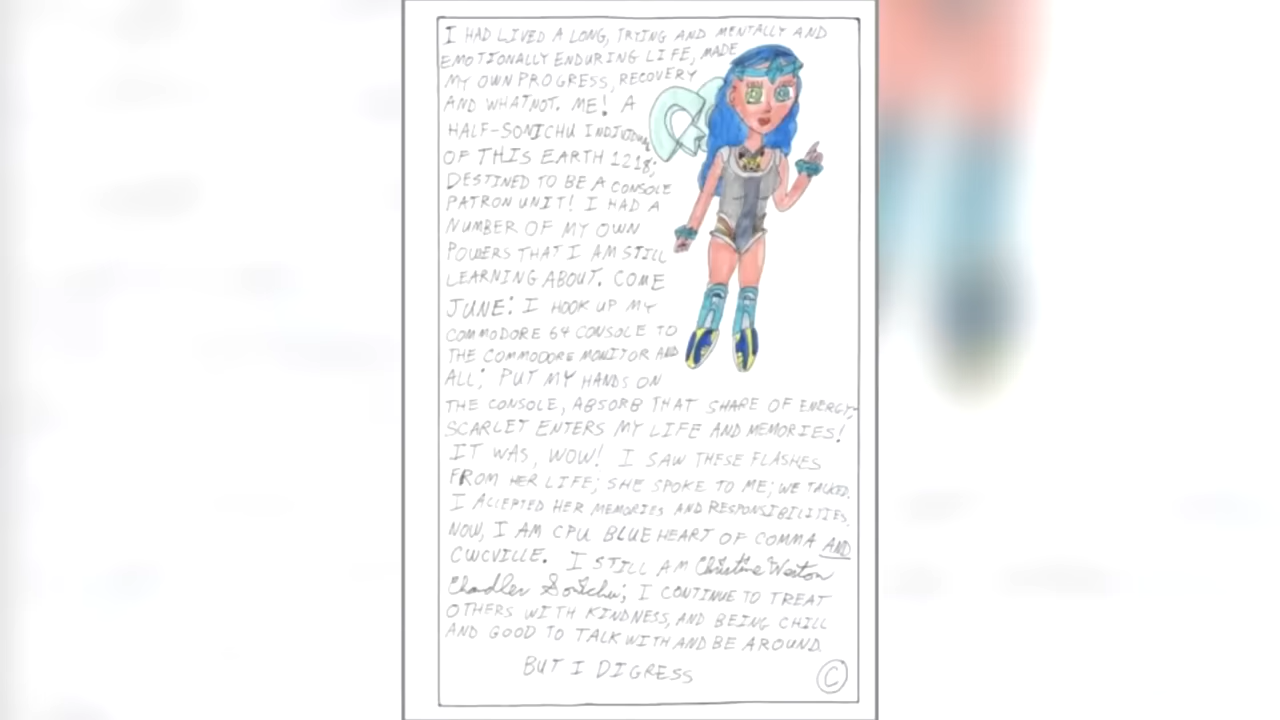 I HAD LIVED A LONG, TRYING AND MENTALLY AND
EMOTIONALLY ENDURING LIFE, MADE
MY OWN PROGRESS, RECOVERY
AND WHATNOT. ME! A
HALF-SONICHU INDIVIDUAL
OF THIS EARTH 1218;
DESTINED TO BE A CONSOLE
PATRON UNIT! I HAD A
NUMBER OF MY OWN
POWERS THAT I AM STILL
LEARNING ABOUT. COME
JUNE: I HOOK UP MY
COMMODORE 64 CONSOLE TO
THE COMMODORE MONITOR AND
ALL; PUT MY HANDS ON
THE CONSOLE, ABSORB THAT SHARE OF ENERGY;
SCARLET ENTERS MY LIFE AND MEMORIES!
IT WAS, WOW! I SAW THESE FLASHES
FROM HER LIFE; SHE SPOKE TO ME; WE TALKED.
I ACCEPTED HER MEMORIES AND RESPONSIBILITIES.
NOW, I AM CPU BLUEHEART OF COMMA AND
CWCVILLE. I STILL AM Christine Weston
Chandler Sonichu; I CONTINUE TO TREAT
OTHERS WITH KINDNESS, AND BEING CHILL
AND GOOD TO TALK WITH AND BE AROUND.
BUT I DIGRESS
©